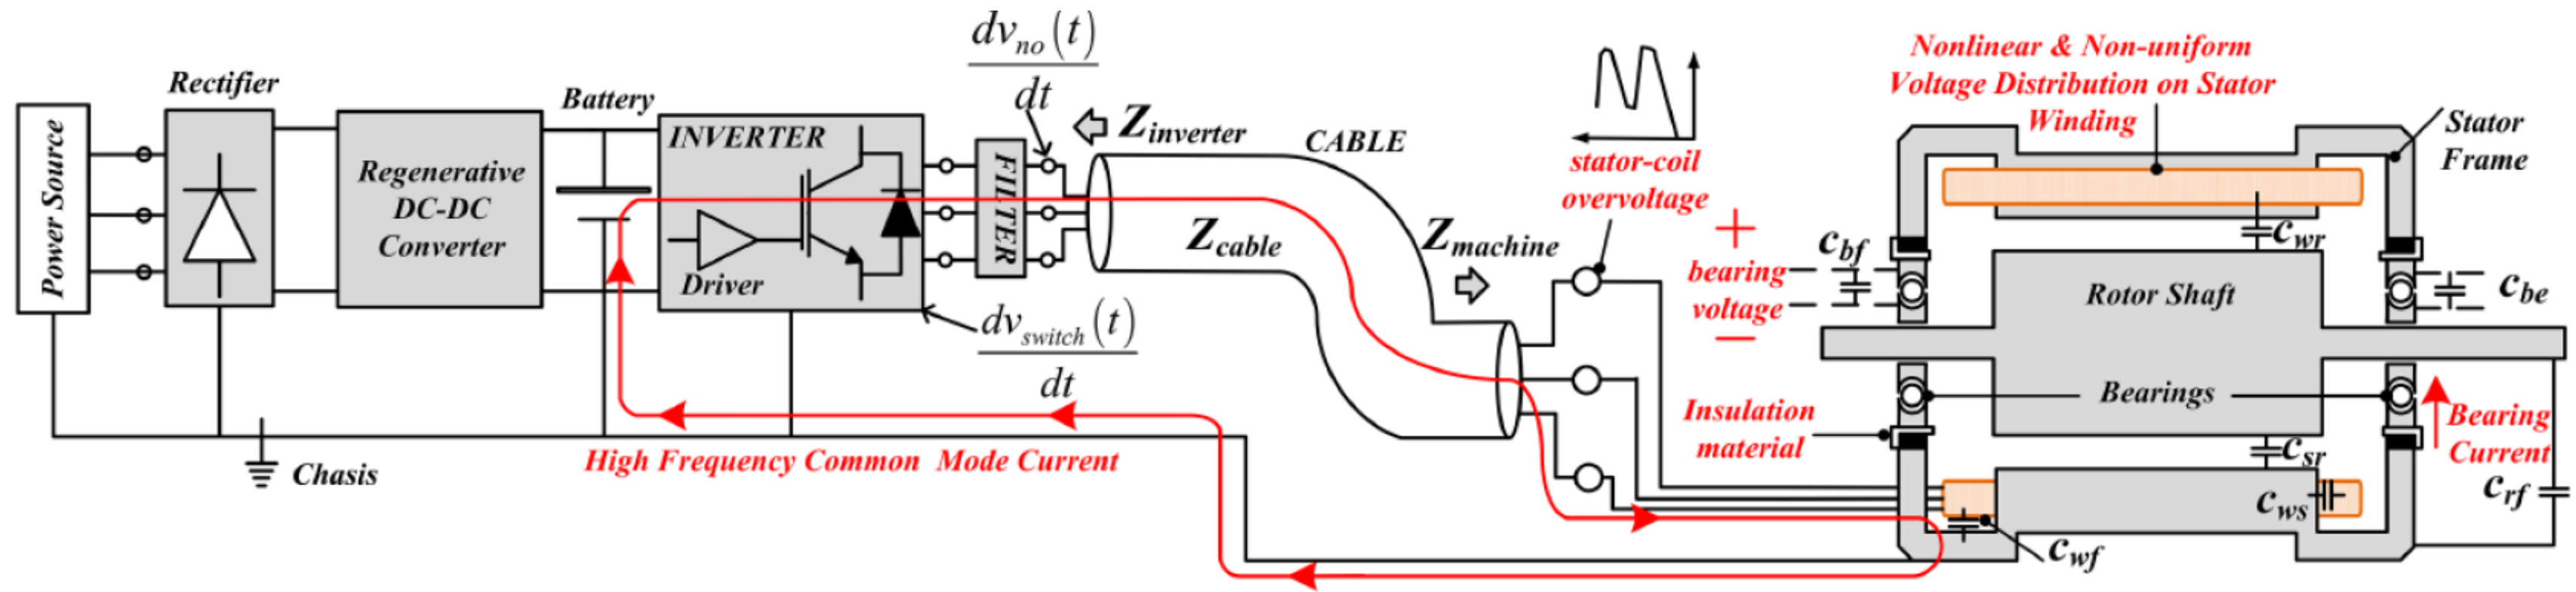 Power Source
Rectifier
Regenerative
DC-DC
Converter
Battery
INVERTER
Driver
dv_no(t)
dt
FILTER
dv_switch(t)
dt
Z_inverter
CABLE
Z_cable
Z_machine
stator-coil
overvoltage
Nonlinear & Non-uniform
Voltage Distribution on Stator
Winding
Stator
Frame
+
bearing
voltage
−
c_bf
c_wr
Rotor Shaft
c_be
Bearings
Insulation
material
Bearing
Current
c_sr
c_ws
c_rf
c_wf
High Frequency Common Mode Current
Chasis